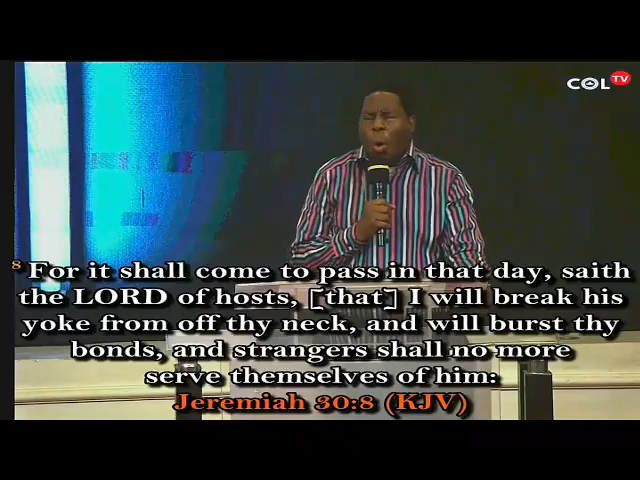 COL TV
8 For it shall come to pass in that day, saith
the LORD of hosts, [that] I will break his
yoke from off thy neck, and will burst thy
bonds, and strangers shall no more
serve themselves of him:
Jeremiah 30:8 (KJV)